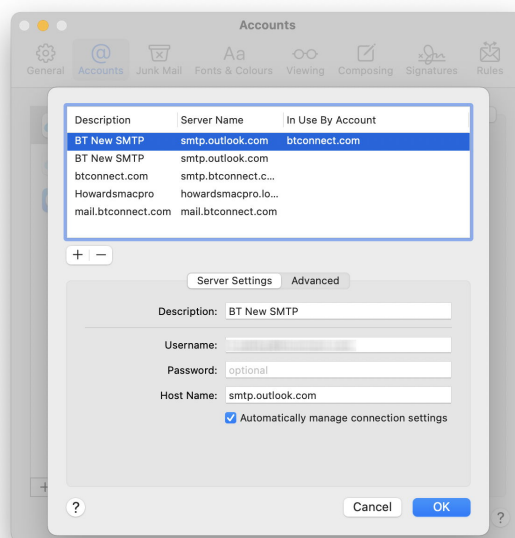 Accounts
General Accounts Junk Mail Fonts & Colours Viewing Composing Signatures Rules
Description Server Name In Use By Account
BT New SMTP smtp.outlook.com btconnect.com
BT New SMTP smtp.outlook.com
btconnect.com smtp.btconnect.c...
Howardsmacpro howardsmacpro.lo...
mail.btconnect.com mail.btconnect.com
+ −
Server Settings Advanced
Description: BT New SMTP
Username:
Password: optional
Host Name: smtp.outlook.com
Automatically manage connection settings
+
? Cancel OK
?